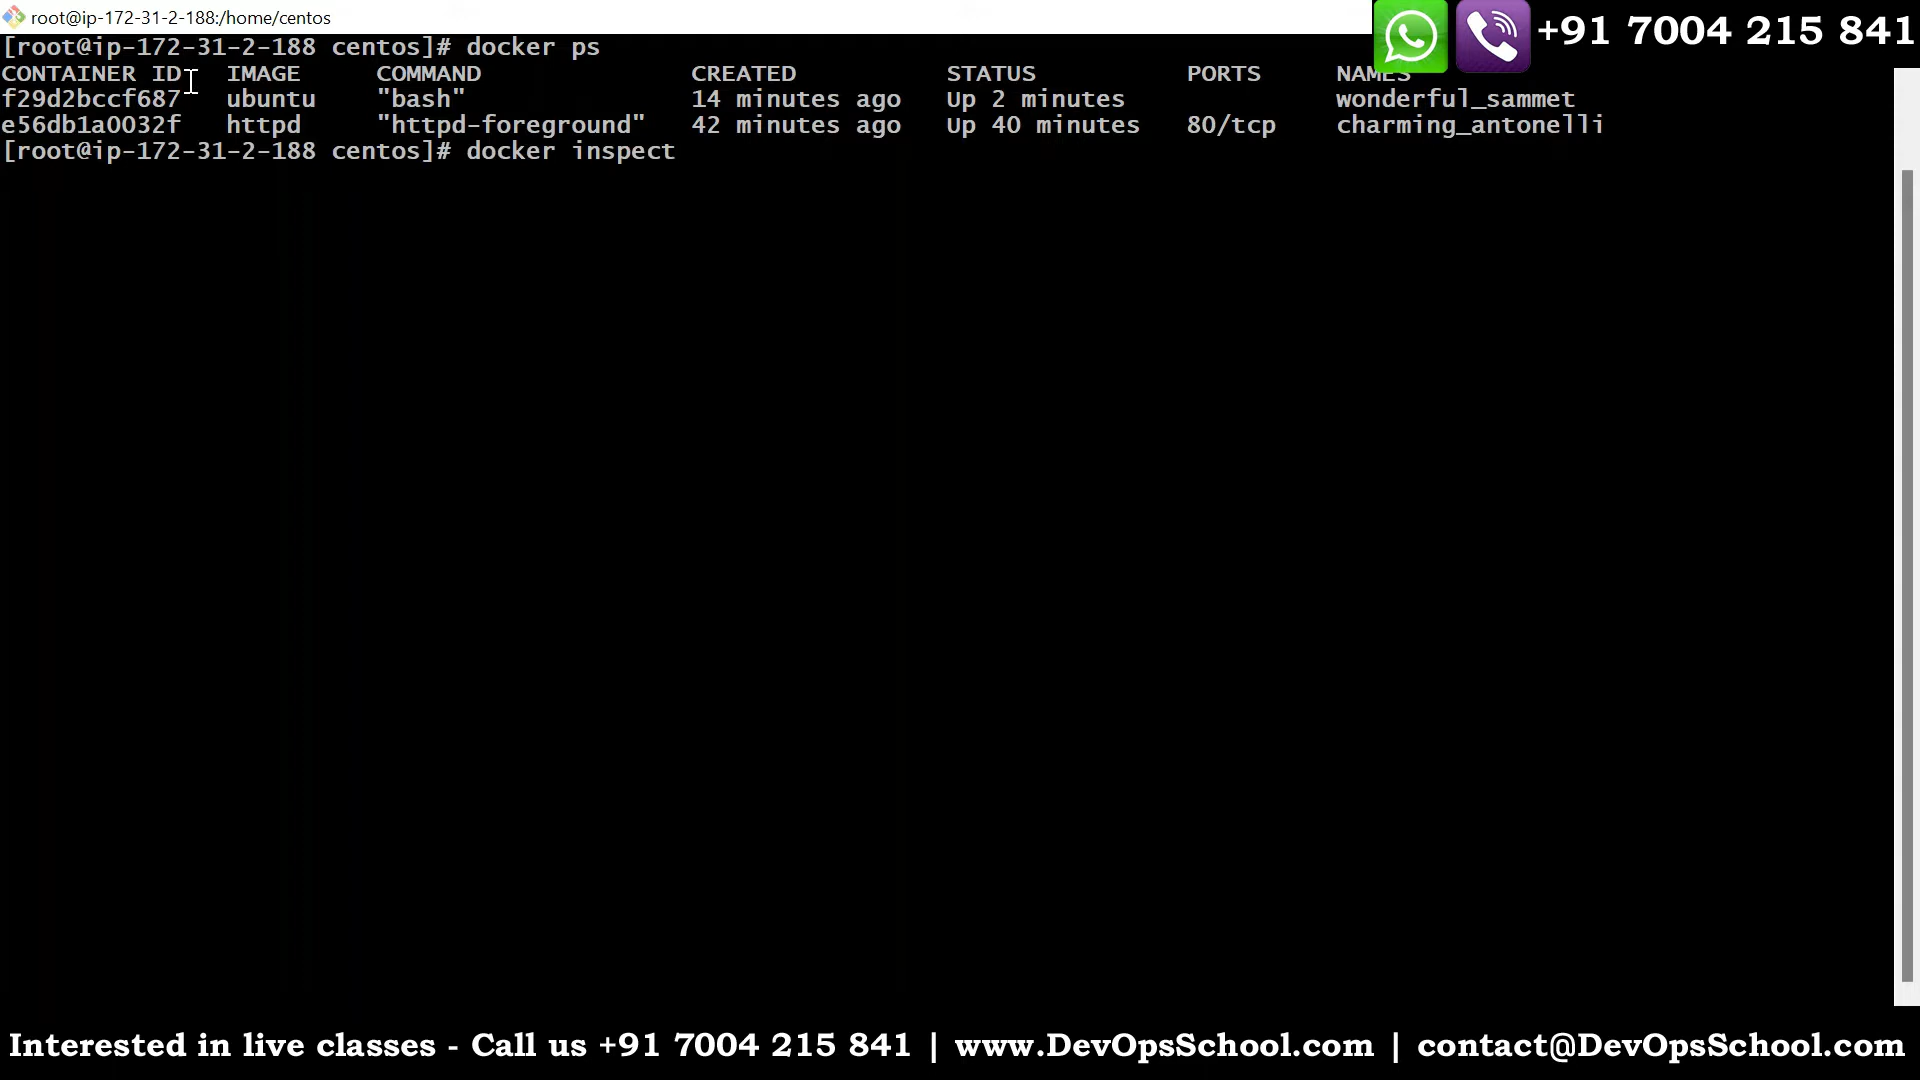 root@ip-172-31-2-188:/home/centos
+91 7004 215 841
[root@ip-172-31-2-188 centos]# docker ps
CONTAINER ID IMAGE COMMAND CREATED STATUS PORTS NAMES
f29d2bccf687 ubuntu "bash" 14 minutes ago Up 2 minutes wonderful_sammet
e56db1a0032f httpd "httpd-foreground" 42 minutes ago Up 40 minutes 80/tcp charming_antonelli
[root@ip-172-31-2-188 centos]# docker inspect
Interested in live classes - Call us +91 7004 215 841 | www.DevOpsSchool.com | contact@DevOpsSchool.com